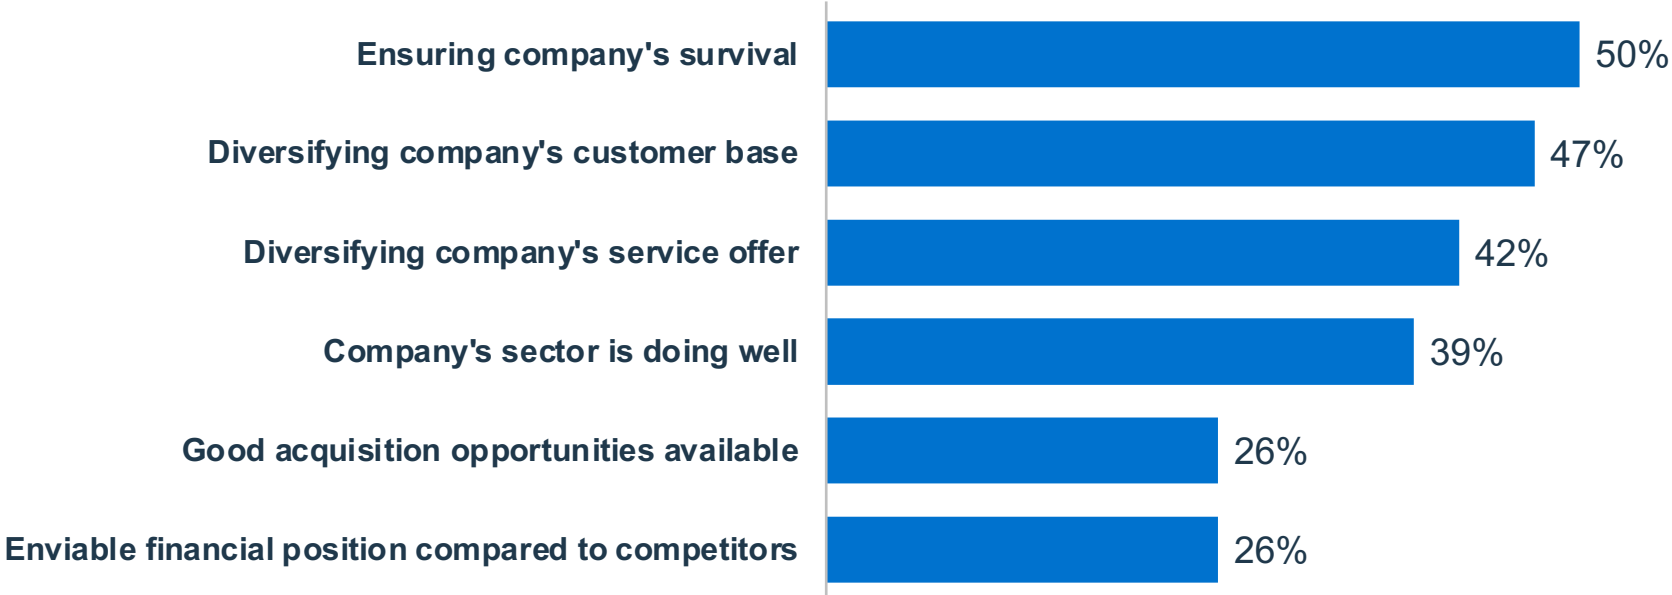 Ensuring company's survival 50%
Diversifying company's customer base 47%
Diversifying company's service offer 42%
Company's sector is doing well 39%
Good acquisition opportunities available 26%
Enviable financial position compared to competitors 26%